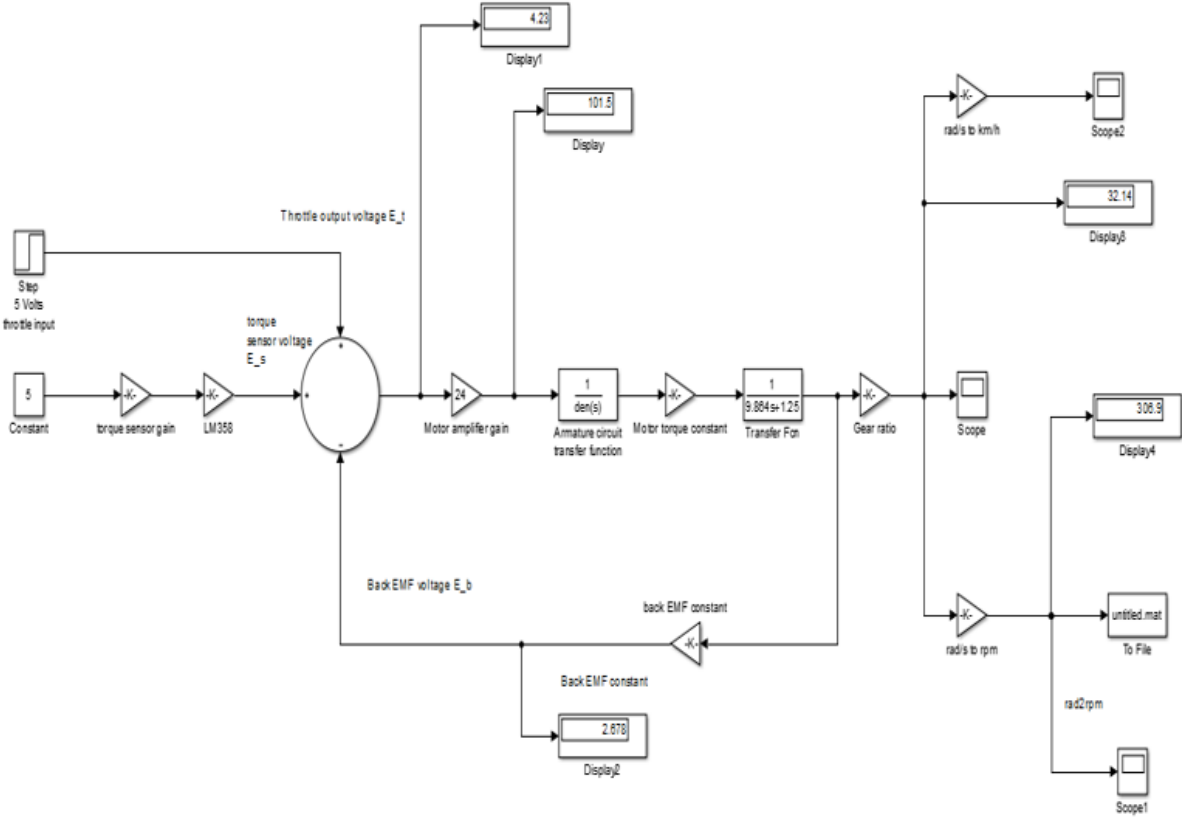 4.23
Display1
101.5
Display
-K-
rad/s to km/h
Scope2
32.14
Display3
Throttle output voltage E_t
Step
5 Volts
throttle input
torque
sensor voltage
E_s
+
+
-
5
Constant
-K-
torque sensor gain
-K-
LM358
24
Motor amplifier gain
1
den(s)
Armature circuit
transfer function
-K-
Motor torque constant
1
9.864s+1.25
Transfer Fcn
-K-
Gear ratio
Scope
306.9
Display4
Back EMF voltage E_b
back EMF constant
-K-
Back EMF constant
2.678
Display2
-K-
rad/s to rpm
untitled.mat
To File
rad2rpm
Scope1